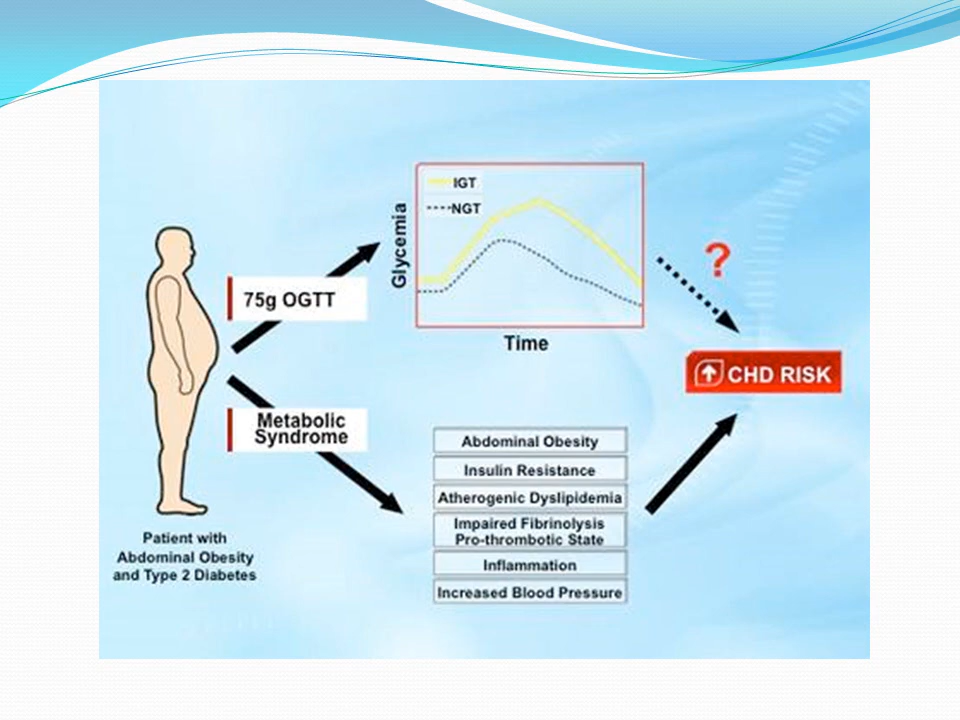 IGT
NGT
Glycemia
Time
?
75g OGTT
CHD RISK
Metabolic
Syndrome
Abdominal Obesity
Insulin Resistance
Atherogenic Dyslipidemia
Impaired Fibrinolysis
Pro-thrombotic State
Inflammation
Increased Blood Pressure
Patient with
Abdominal Obesity
and Type 2 Diabetes